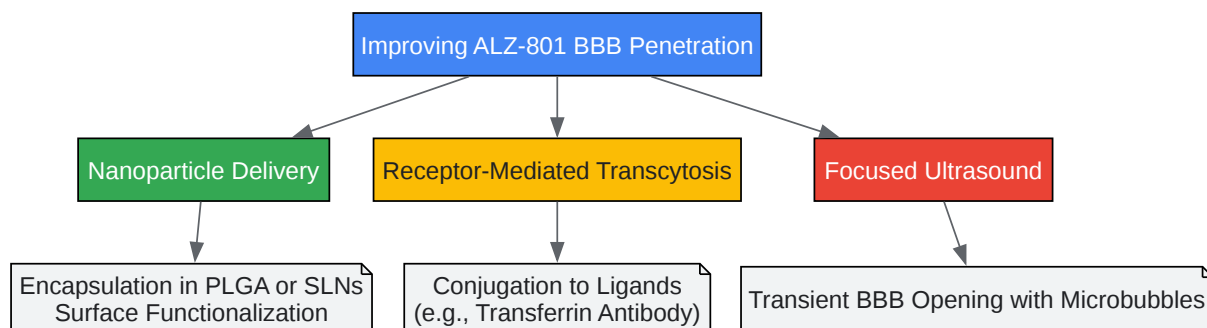 Improving ALZ-801 BBB Penetration
Nanoparticle Delivery
Receptor-Mediated Transcytosis
Focused Ultrasound
Encapsulation in PLGA or SLNs
Surface Functionalization
Conjugation to Ligands
(e.g., Transferrin Antibody)
Transient BBB Opening with Microbubbles